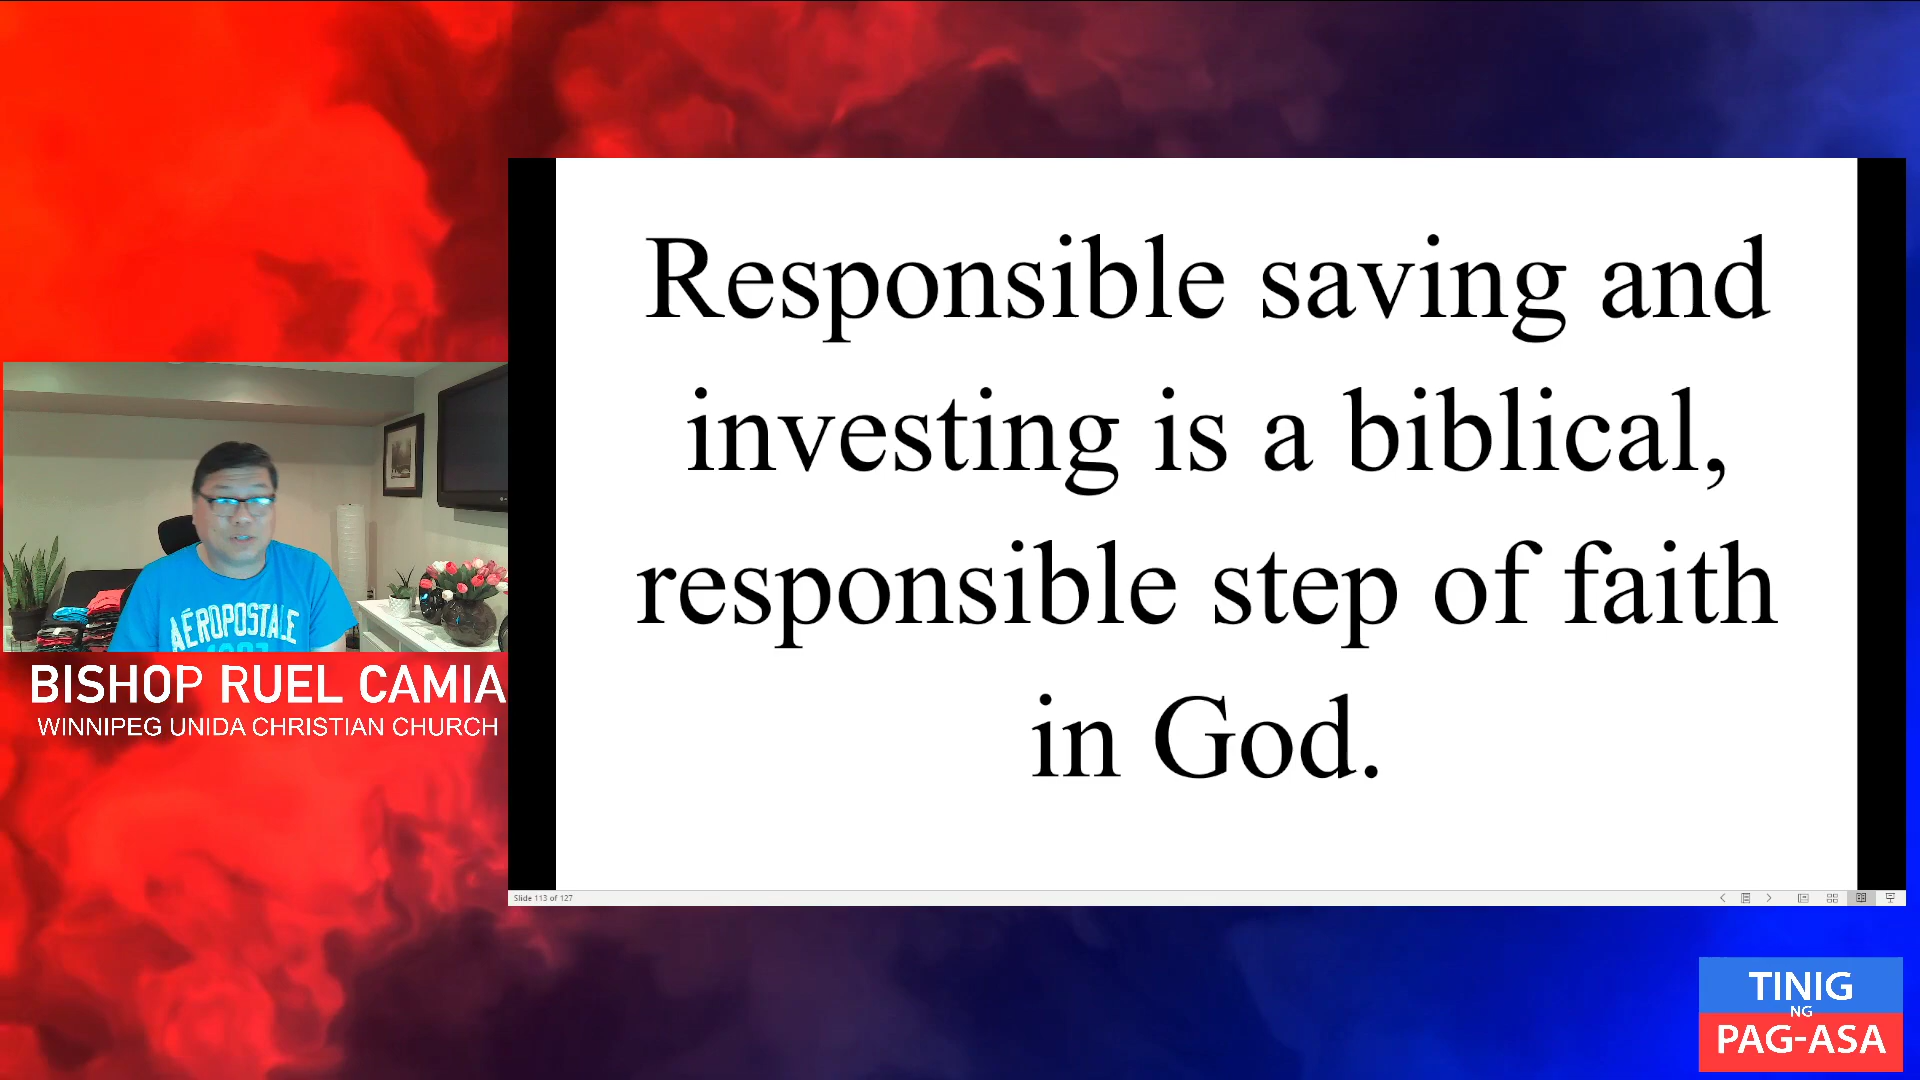 Responsible saving and
investing is a biblical,
responsible step of faith
in God.
AÉROPOSTALE
BISHOP RUEL CAMIA
WINNIPEG UNIDA CHRISTIAN CHURCH
Slide 113 of 127
TINIG
NG
PAG-ASA